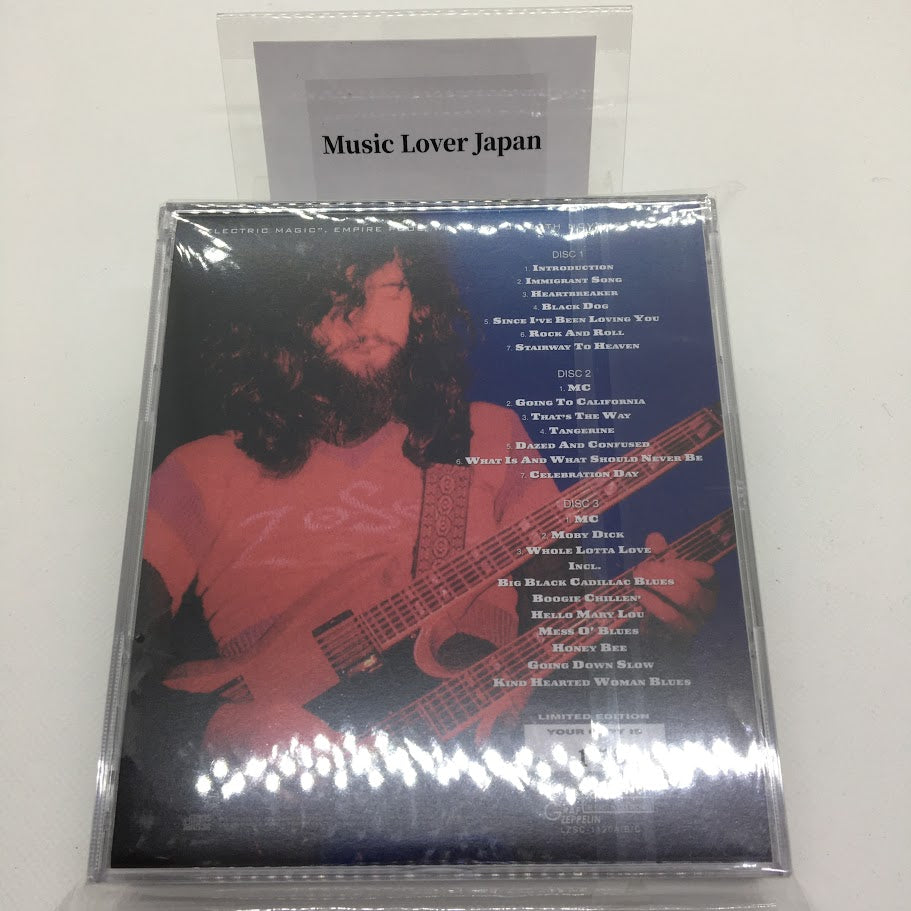 Music Lover Japan
"ELECTRIC MAGIC", EMPIRE
DISC 1
1. INTRODUCTION
2. IMMIGRANT SONG
3. HEARTBREAKER
4. BLACK DOG
5. SINCE I'VE BEEN LOVING YOU
6. ROCK AND ROLL
7. STAIRWAY TO HEAVEN
DISC 2
1. MC
2. GOING TO CALIFORNIA
3. THAT'S THE WAY
4. TANGERINE
5. DAZED AND CONFUSED
6. WHAT IS AND WHAT SHOULD NEVER BE
7. CELEBRATION DAY
DISC 3
1. MC
2. MOBY DICK
3. WHOLE LOTTA LOVE
INCL.
BIG BLACK CADILLAC BLUES
BOOGIE CHILLEN'
HELLO MARY LOU
MESS O' BLUES
HONEY BEE
GOING DOWN SLOW
KIND HEARTED WOMAN BLUES
LIMITED EDITION
YOUR COPY IS
ZEPPELIN